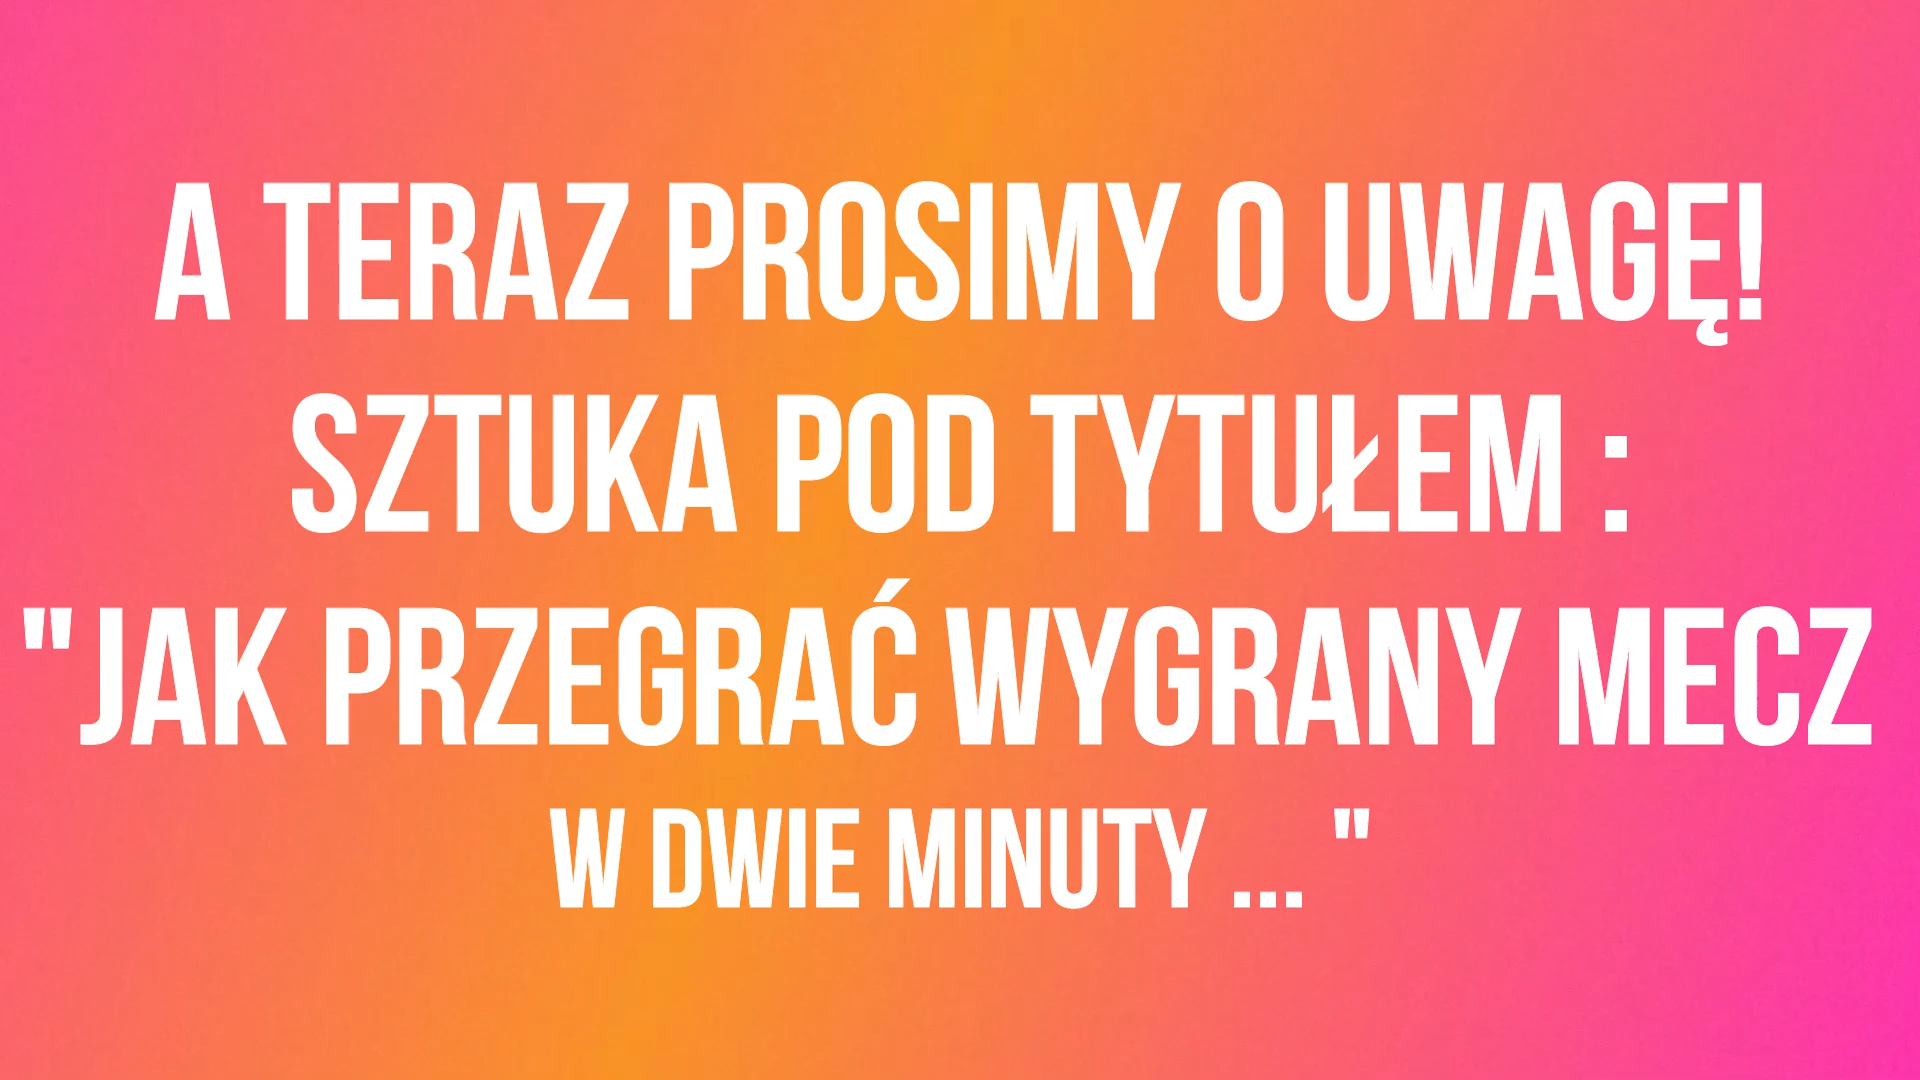 A TERAZ PROSIMY O UWAGĘ!
SZTUKA POD TYTUŁEM :
"JAK PRZEGRAĆ WYGRANY MECZ
W DWIE MINUTY ... "